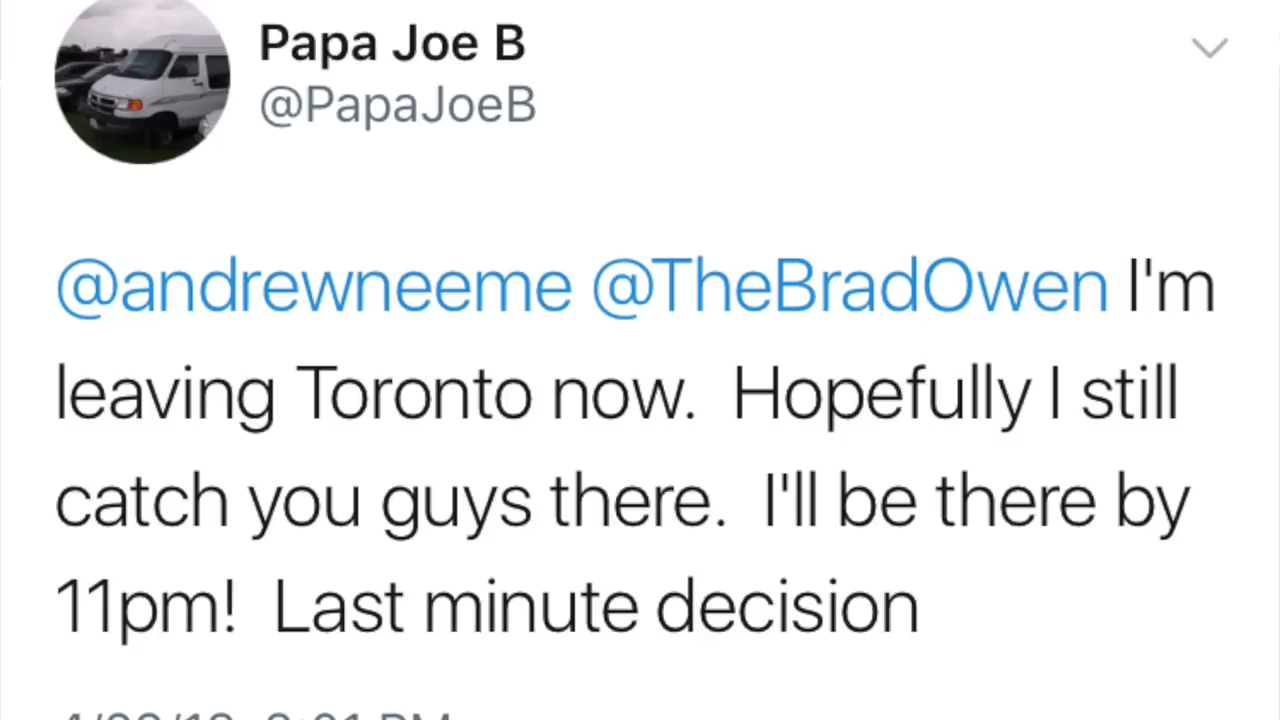 Papa Joe B
@PapaJoeB
@andrewneeme @TheBradOwen I'm
leaving Toronto now.  Hopefully I still
catch you guys there.  I'll be there by
11pm!  Last minute decision